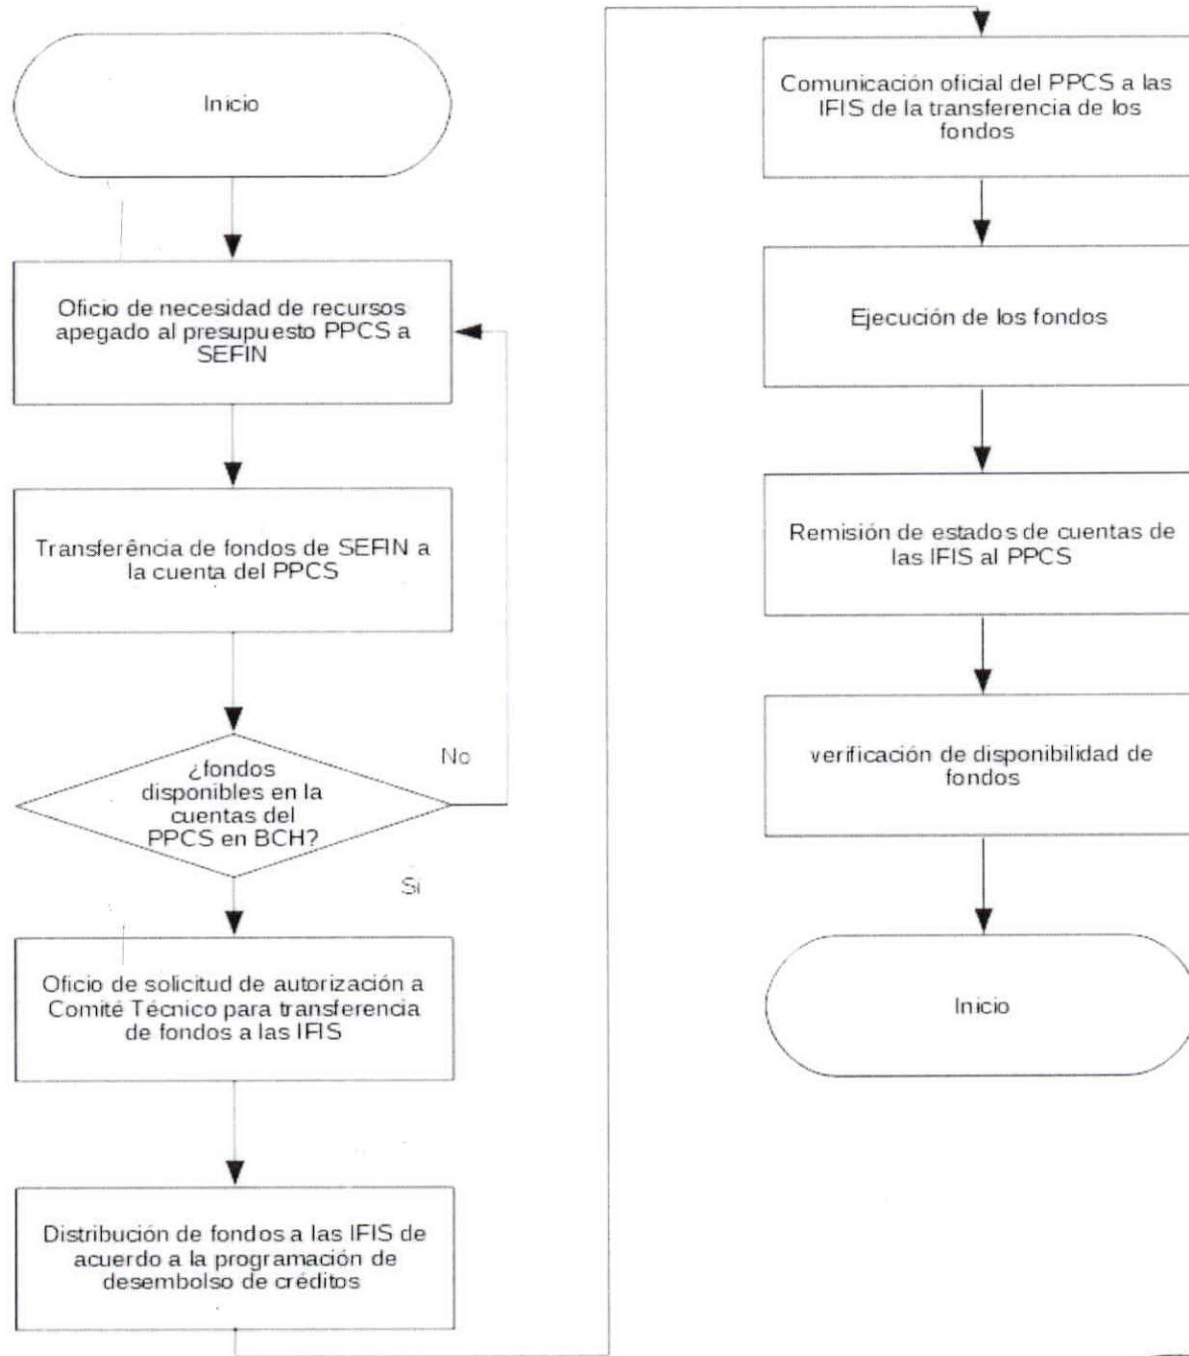 Inicio
Oficio de necesidad de recursos
apegado al presupuesto PPCS a
SEFIN
Transferência de fondos de SEFIN a
la cuenta del PPCS
¿fondos
disponibles en la
cuentas del
PPCS en BCH?
No
Si
Oficio de solicitud de autorización a
Comité Técnico para transferencia
de fondos a las IFIS
Distribución de fondos a las IFIS de
acuerdo a la programación de
desembolso de créditos
Comunicación oficial del PPCS a las
IFIS de la transferencia de los
fondos
Ejecución de los fondos
Remisión de estados de cuentas de
las IFIS al PPCS
verificación de disponibilidad de
fondos
Inicio